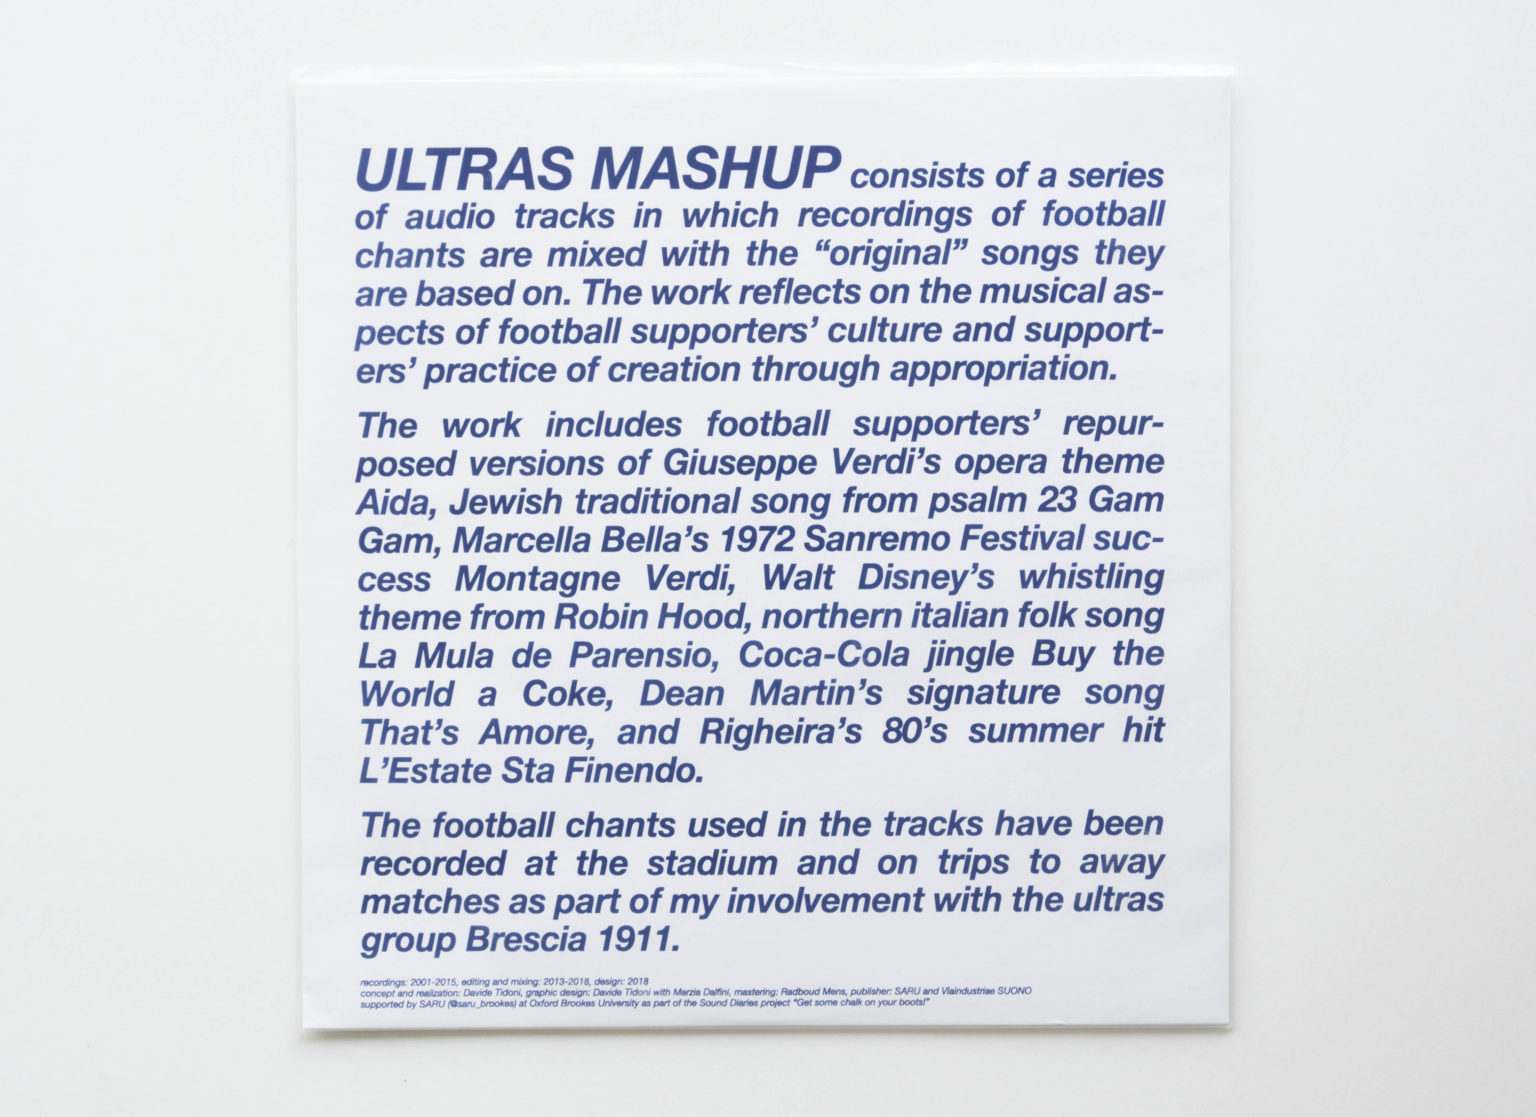 ULTRAS MASHUP consists of a series
of audio tracks in which recordings of football
chants are mixed with the “original” songs they
are based on. The work reflects on the musical as-
pects of football supporters’ culture and support-
ers’ practice of creation through appropriation.
The work includes football supporters’ repur-
posed versions of Giuseppe Verdi’s opera theme
Aida, Jewish traditional song from psalm 23 Gam
Gam, Marcella Bella’s 1972 Sanremo Festival suc-
cess Montagne Verdi, Walt Disney’s whistling
theme from Robin Hood, northern italian folk song
La Mula de Parensio, Coca-Cola jingle Buy the
World a Coke, Dean Martin’s signature song
That’s Amore, and Righeira’s 80’s summer hit
L’Estate Sta Finendo.
The football chants used in the tracks have been
recorded at the stadium and on trips to away
matches as part of my involvement with the ultras
group Brescia 1911.
recordings: 2001-2015, editing and mixing: 2013-2018, design: 2018
concept and realization: Davide Tidoni, graphic design: Davide Tidoni with Marzia Dalfini, mastering: Radboud Mens, publisher: SARU and Viaindustriae SUONO
supported by SARU (@saru_brookes) at Oxford Brookes University as part of the Sound Diaries project “Get some chalk on your boots!”